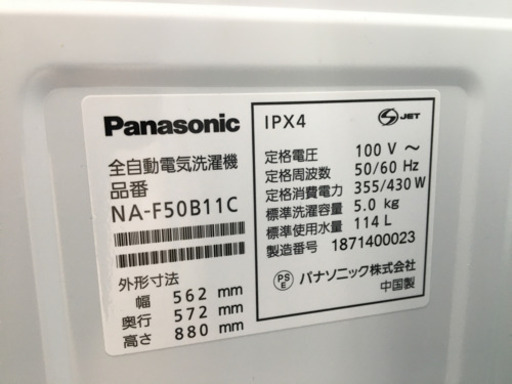 Panasonic
全自動電気洗濯機
品番
NA-F50B11C
外形寸法
幅 562 mm
奥行 572 mm
高さ 880 mm
IPX4
S JET
定格電圧 100 V ～
定格周波数 50/60 Hz
定格消費電力 355/430 W
標準洗濯容量 5.0 kg
標準使用水量 114 L
製造番号 1871400023
PS E パナソニック株式会社
中国製